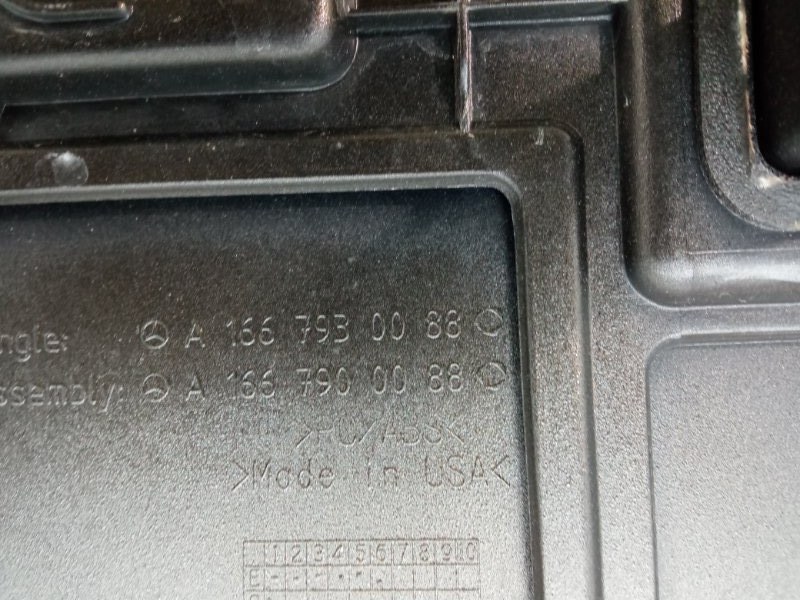 ngle: A 166 793 00 88
ssembly: A 166 790 00 88
>PC/ABS<
>Made in USA<
1 2 3 4 5 6 7 8 9 10
E